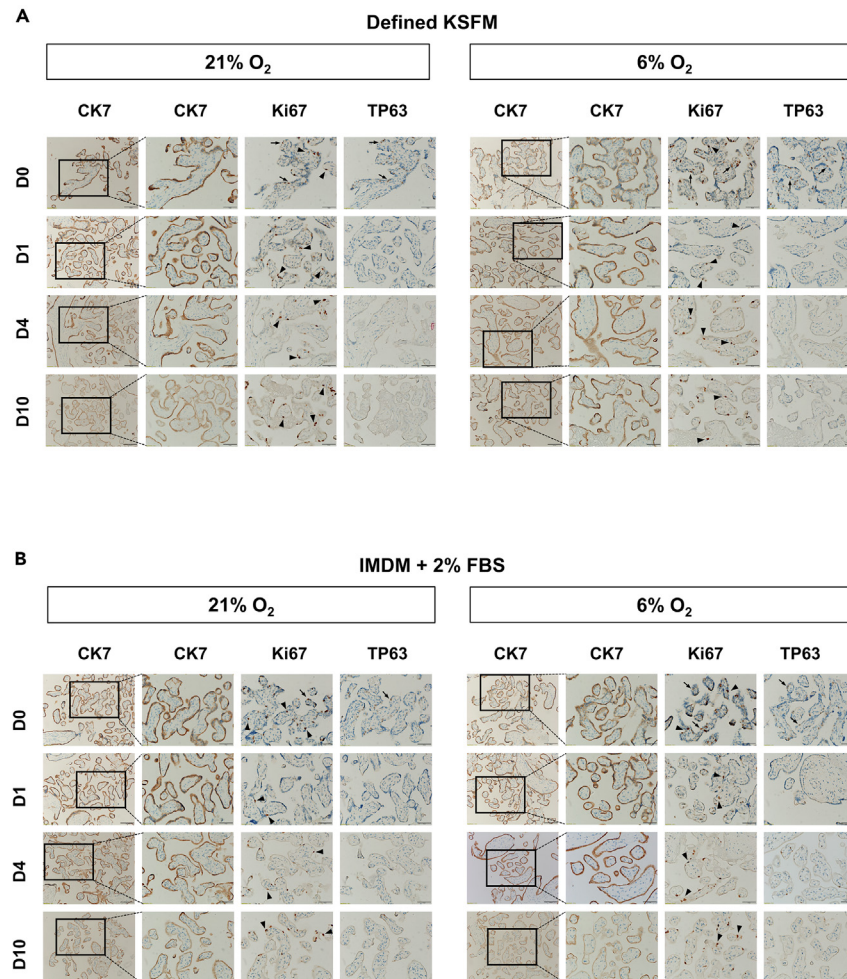 A
Defined KSFM
21% O₂ 6% O₂
CK7 CK7 Ki67 TP63 CK7 CK7 Ki67 TP63
D0
D1
D4
D10
B
IMDM + 2% FBS
21% O₂ 6% O₂
CK7 CK7 Ki67 TP63 CK7 CK7 Ki67 TP63
D0
D1
D4
D10